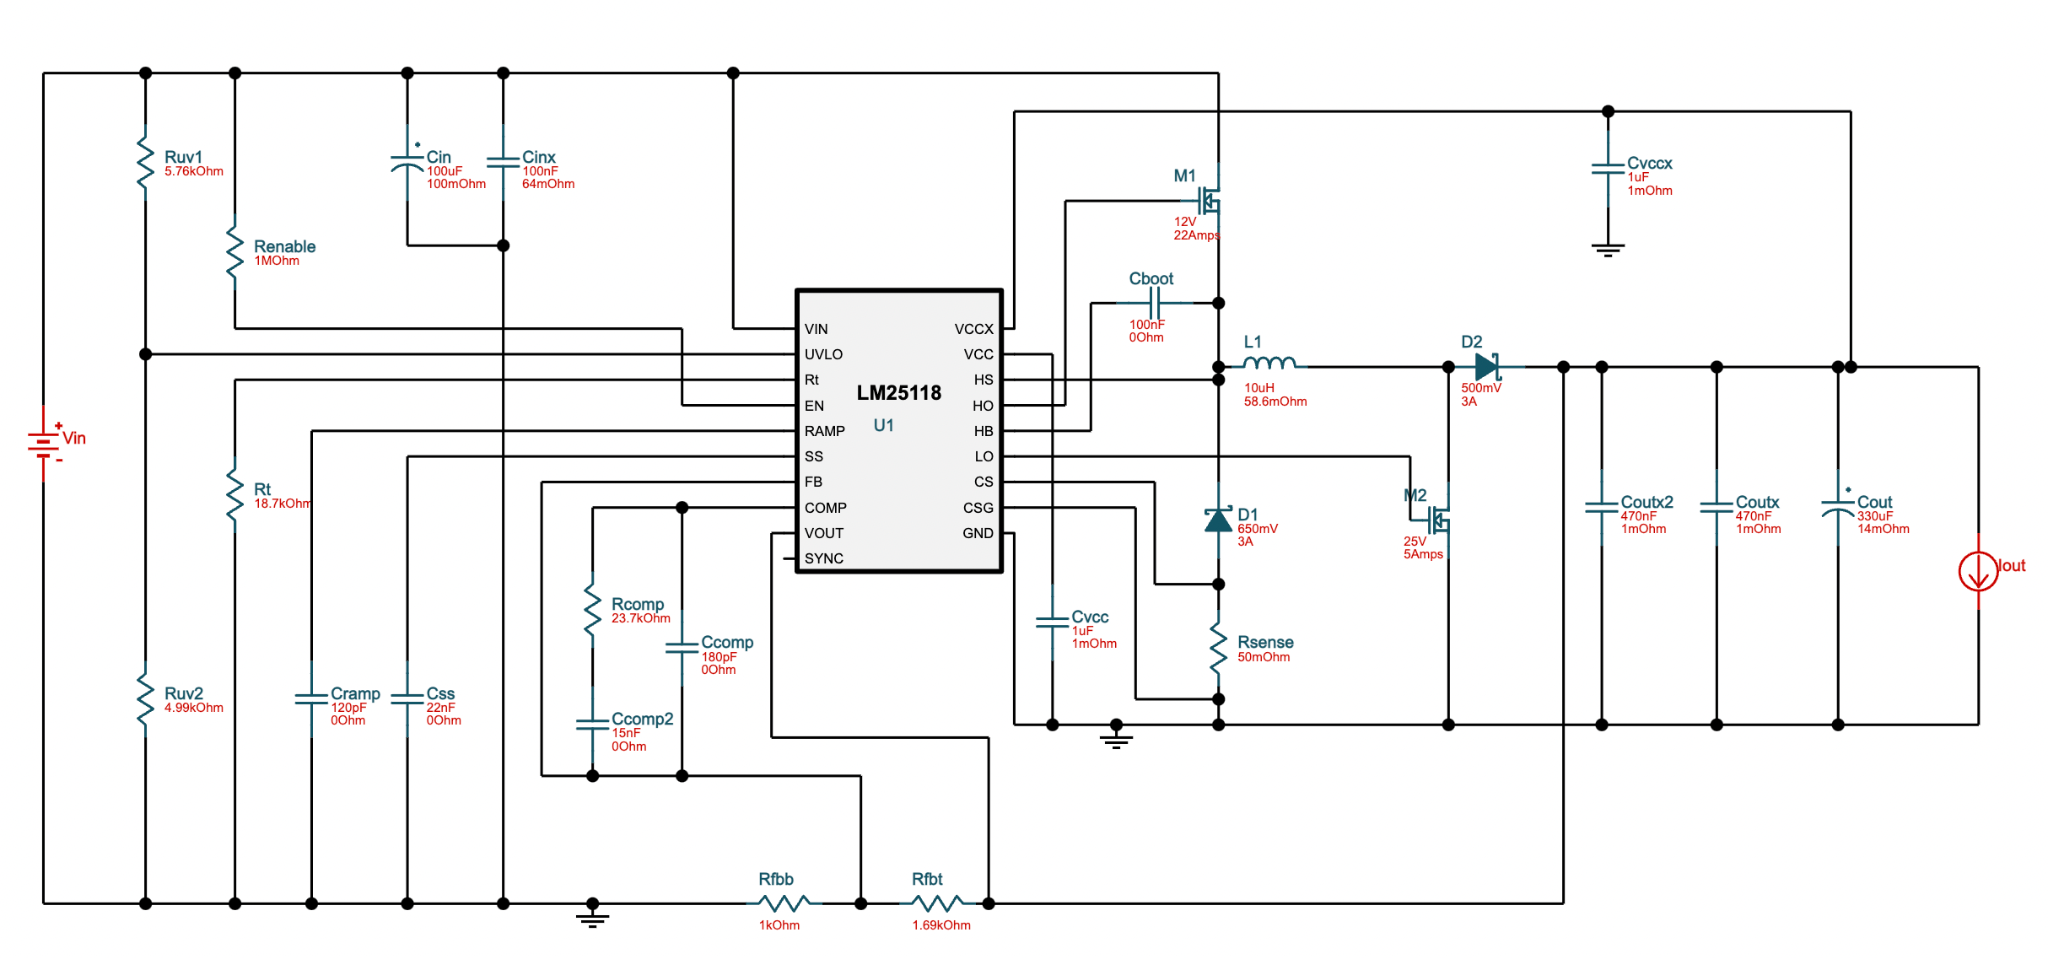 Ruv1
5.76kOhm
Cin
100uF
100mOhm
Cinx
100nF
64mOhm
M1
12V
22Amps
Cvccx
1uF
1mOhm
Renable
1MOhm
Cboot
100nF
0Ohm
VIN
UVLO
Rt
EN
RAMP
SS
FB
COMP
VOUT
SYNC
LM25118
U1
VCCX
VCC
HS
HO
HB
LO
CS
CSG
GND
L1
10uH
58.6mOhm
D2
500mV
3A
+
Vin
-
Rt
18.7kOhm
D1
650mV
3A
M2
25V
5Amps
Coutx2
470nF
1mOhm
Coutx
470nF
1mOhm
Cout
330uF
14mOhm
Iout
Rcomp
23.7kOhm
Ccomp
180pF
0Ohm
Cvcc
1uF
1mOhm
Rsense
50mOhm
Ruv2
4.99kOhm
Cramp
120pF
0Ohm
Css
22nF
0Ohm
Ccomp2
15nF
0Ohm
Rfbb
1kOhm
Rfbt
1.69kOhm